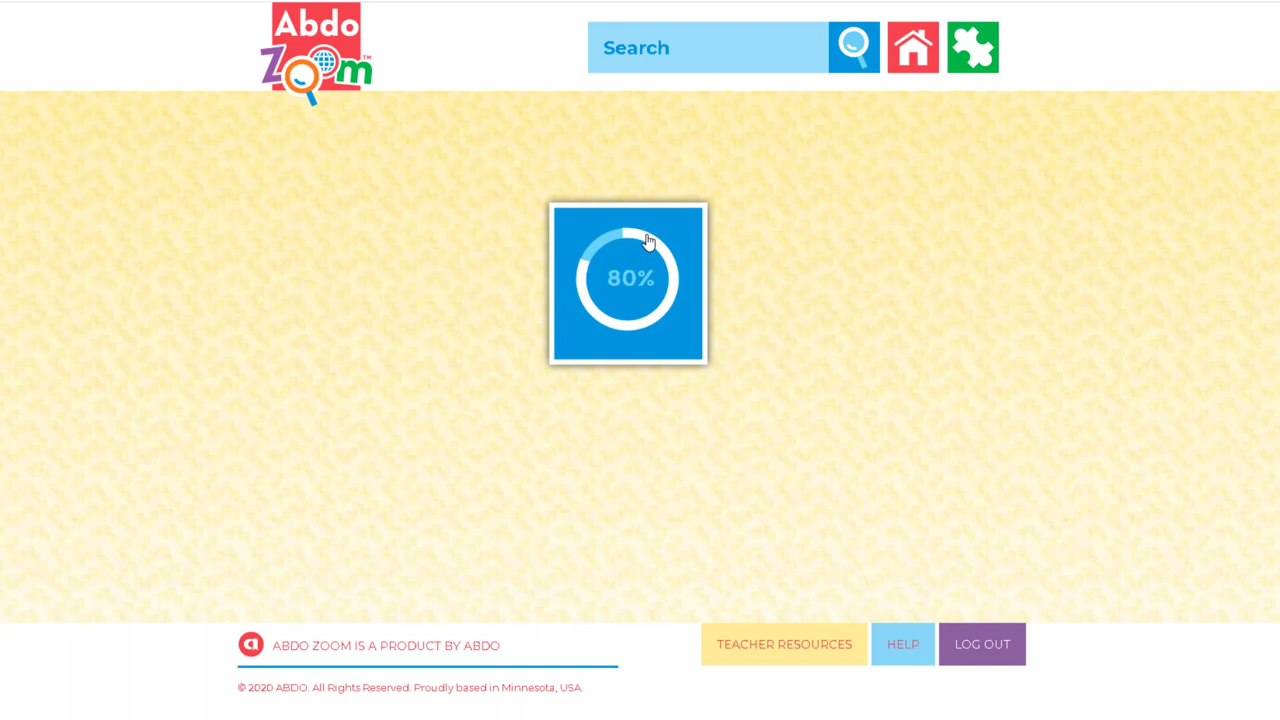 Abdo
Zoom™
Search
80%
ABDO ZOOM IS A PRODUCT BY ABDO
TEACHER RESOURCES
HELP
LOG OUT
© 2020 ABDO. All Rights Reserved. Proudly based in Minnesota, USA.